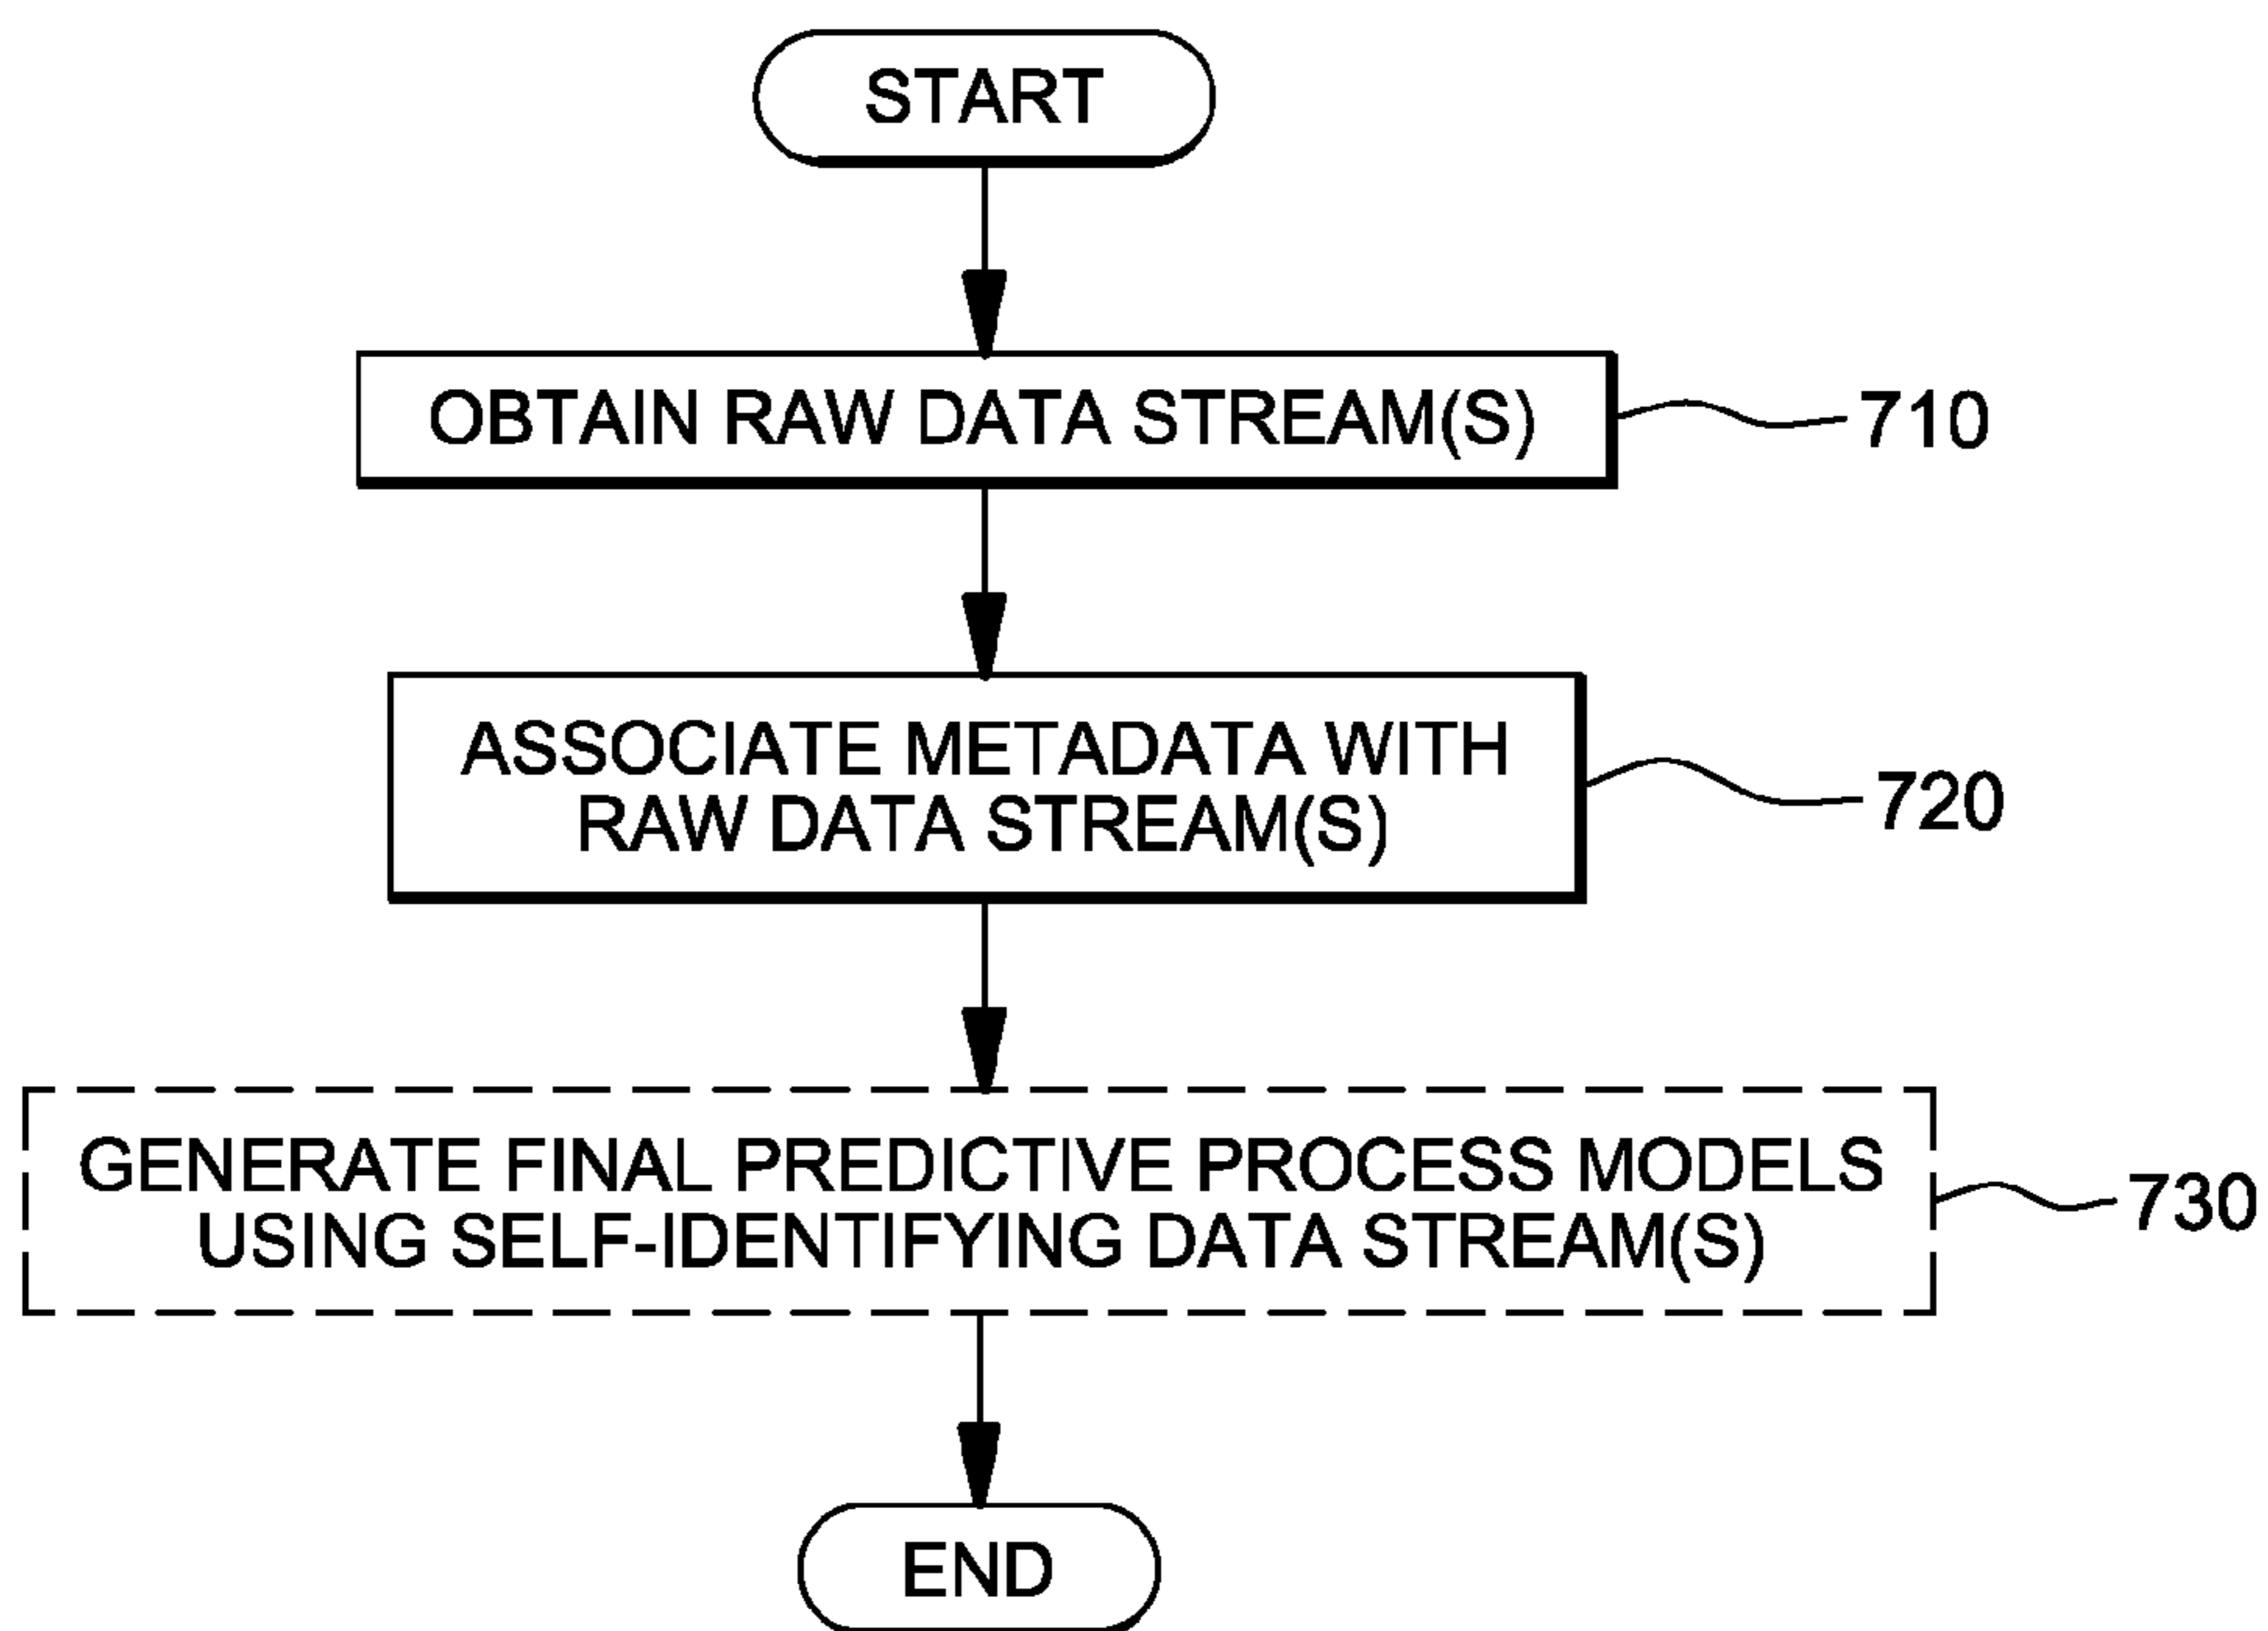 START
OBTAIN RAW DATA STREAM(S)
710
ASSOCIATE METADATA WITH
RAW DATA STREAM(S)
720
GENERATE FINAL PREDICTIVE PROCESS MODELS
USING SELF-IDENTIFYING DATA STREAM(S)
730
END